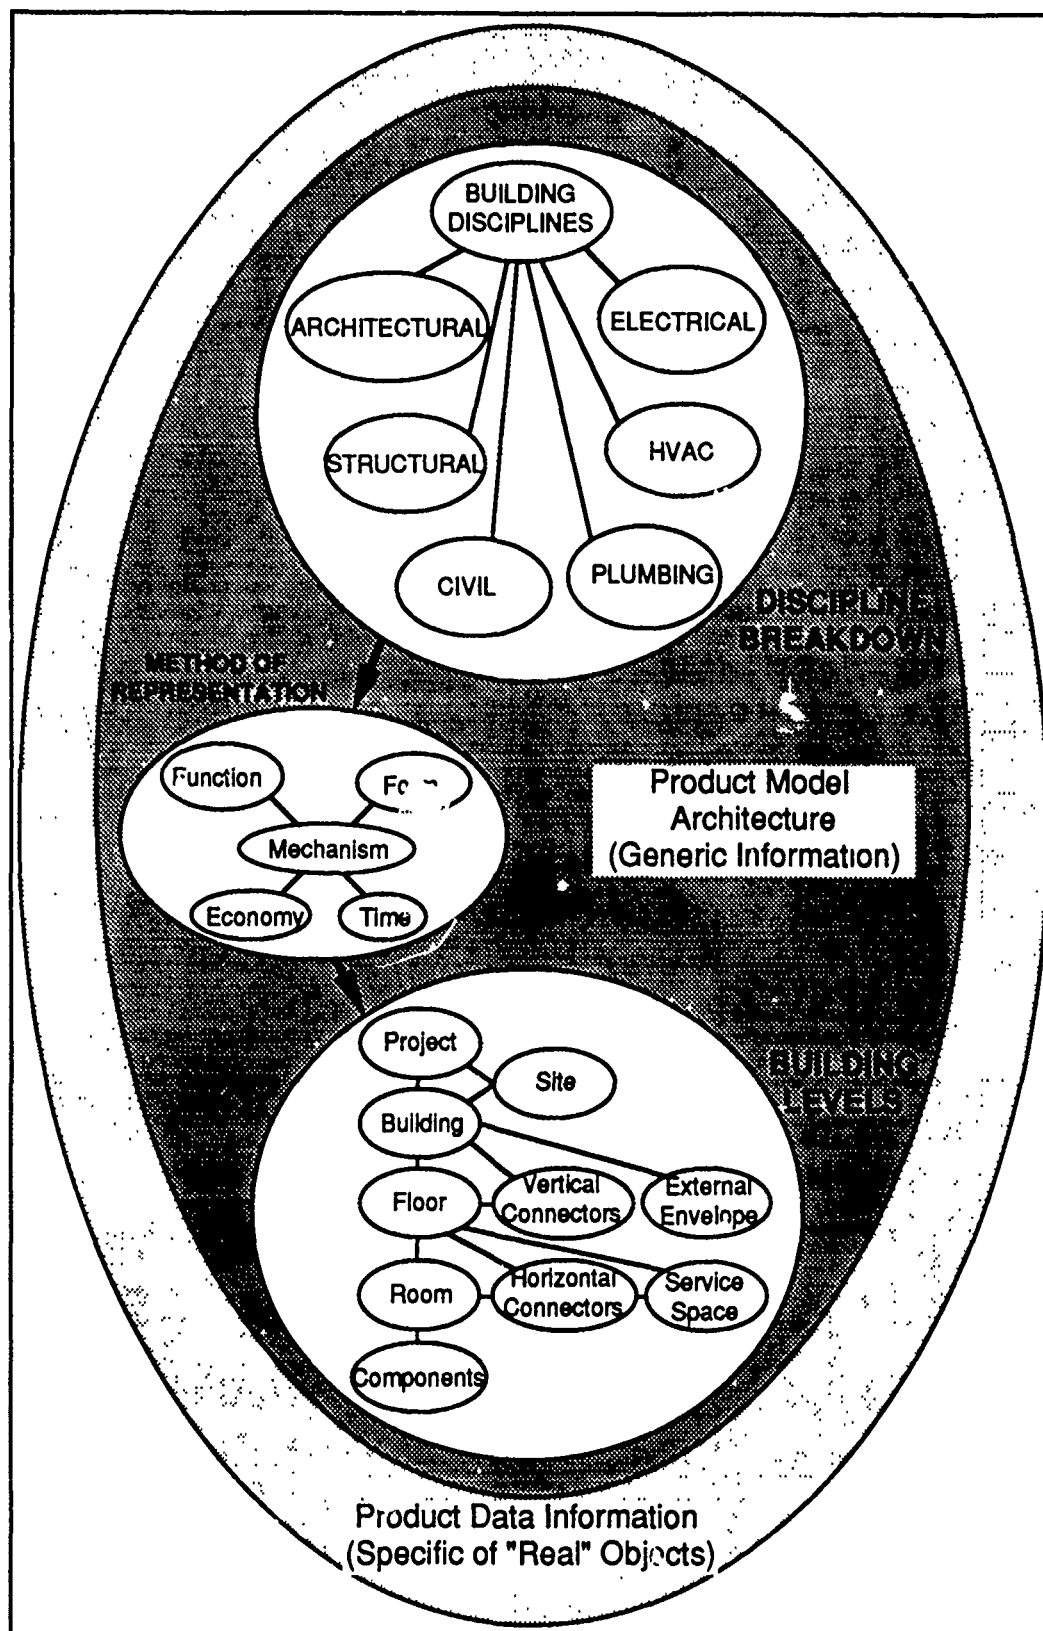 BUILDING
DISCIPLINES
ARCHITECTURAL
ELECTRICAL
STRUCTURAL
HVAC
CIVIL
PLUMBING
DISCIPLINE
BREAKDOWN
METHOD OF
REPRESENTATION
Function
Mechanism
Economy
Time
Product Model
Architecture
(Generic Information)
Project
Site
Building
Floor
Vertical
Connectors
External
Envelope
Room
Horizontal
Connectors
Service
Space
Components
BUILDING
LEVELS
Product Data Information
(Specific of "Real" Objects)